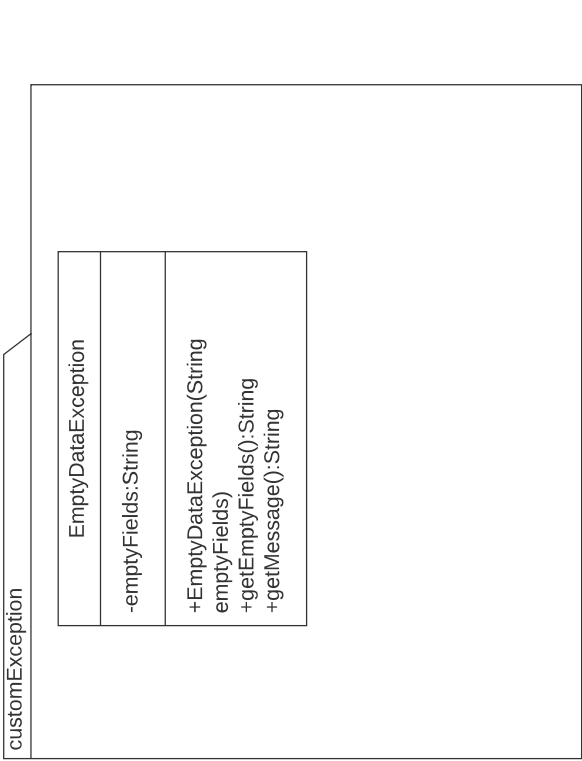 customException
EmptyDataException
-emptyFields:String
+EmptyDataException(String
emptyFields)
+getEmptyFields():String
+getMessage():String